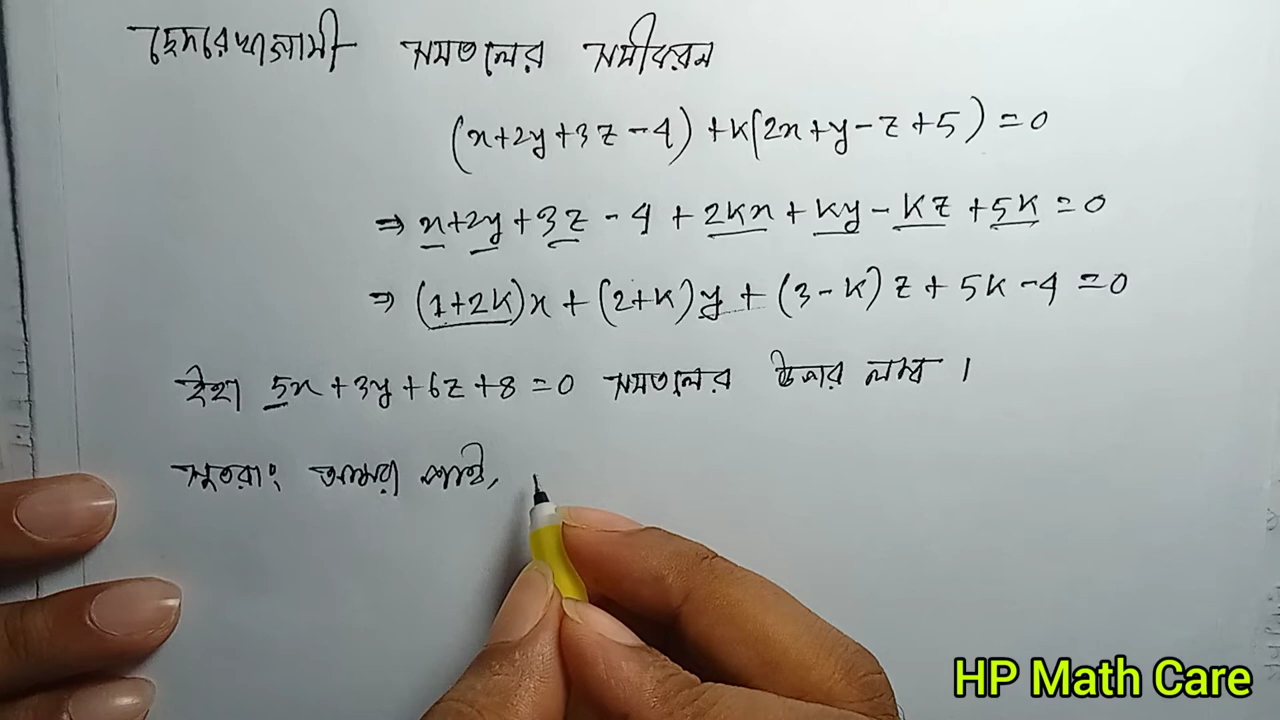 ছেদরেখাগামী সমতলের সমীকরন
(x+2y+3z-4)+k(2x+y-z+5)=0
⇒ x+2y+3z-4+2kx+ky-kz+5k=0
⇒ (1+2k)x+(2+k)y+(3-k)z+5k-4=0
ইহা 5x+3y+6z+8=0 সমতলের উপর লম্ব ।
সুতরাং আমরা পাই,
HP Math Care